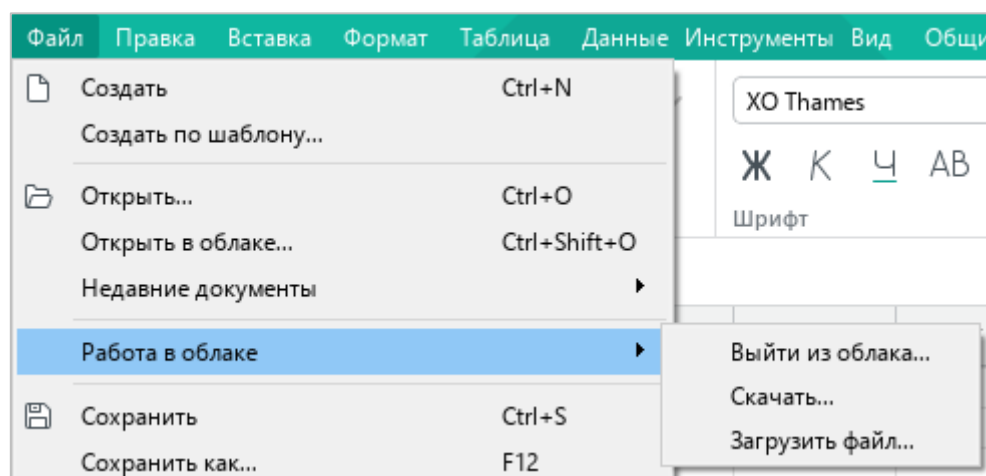 Файл Правка Вставка Формат Таблица Данные Инструменты Вид
Создать Ctrl+N
Создать по шаблону...
Открыть... Ctrl+O
Открыть в облаке... Ctrl+Shift+O
Недавние документы
Работа в облаке
Сохранить Ctrl+S
Сохранить как... F12
XO Thames
Ж К Ч АВ
Шрифт
Выйти из облака...
Скачать...
Загрузить файл...